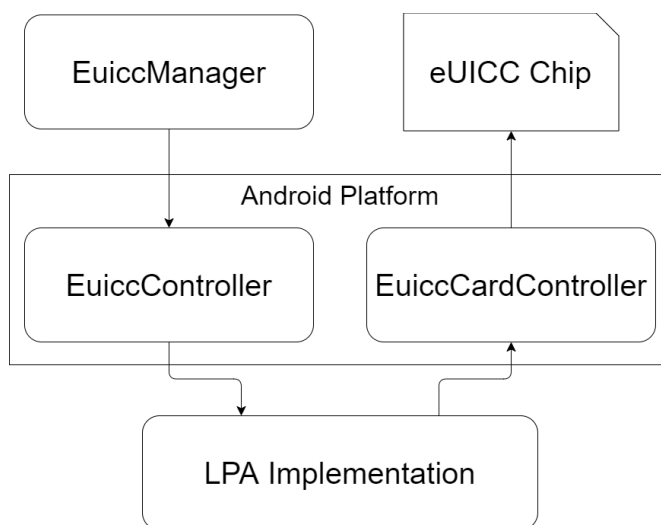 EuiccManager
eUICC Chip
Android Platform
EuiccController
EuiccCardController
LPA Implementation